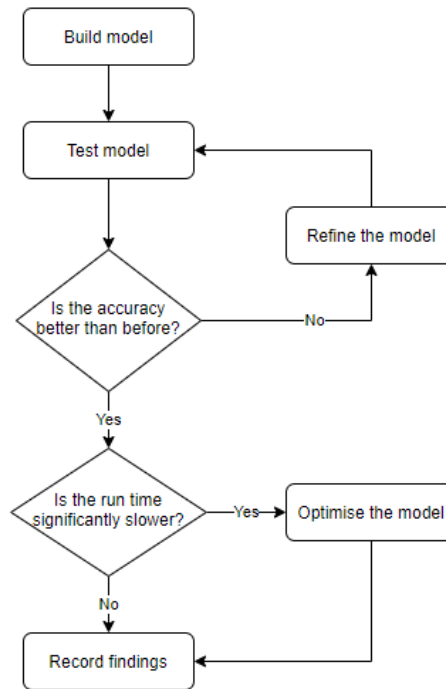 Build model
Test model
Refine the model
Is the accuracy
better than before?
No
Yes
Is the run time
significantly slower?
Yes
Optimise the model
No
Record findings